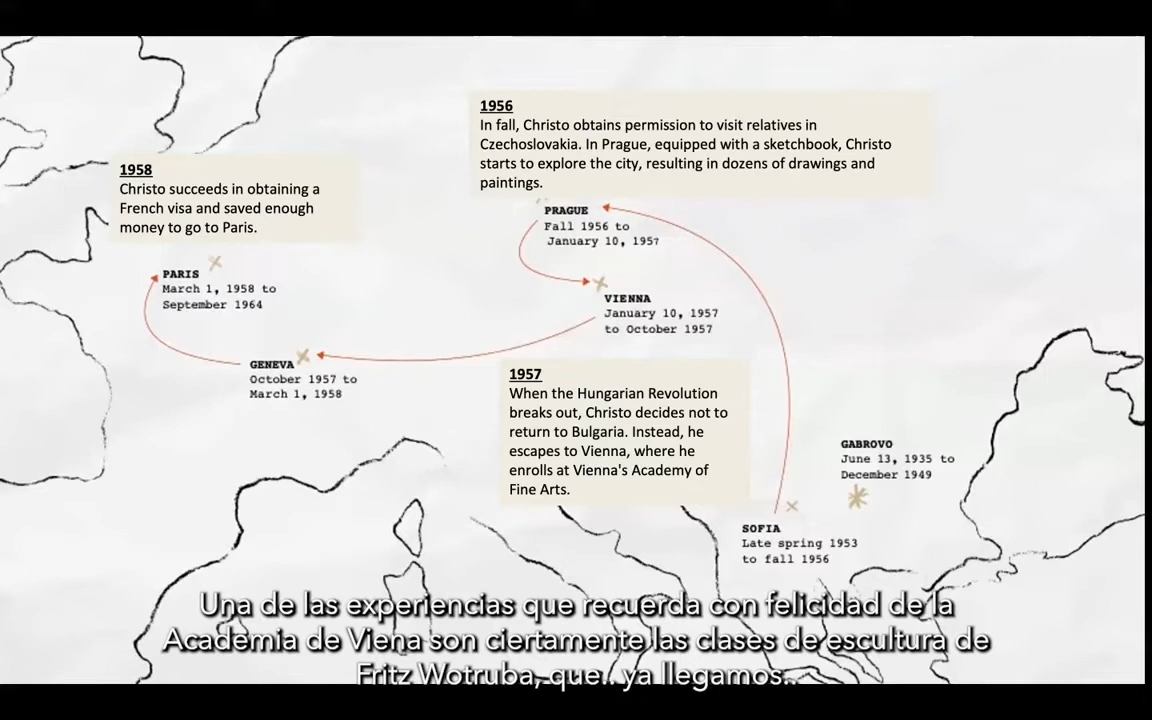 1956
In fall, Christo obtains permission to visit relatives in
Czechoslovakia. In Prague, equipped with a sketchbook, Christo
starts to explore the city, resulting in dozens of drawings and
paintings.
1958
Christo succeeds in obtaining a
French visa and saved enough
money to go to Paris.
PRAGUE
Fall 1956 to
January 10, 1957
PARIS
March 1, 1958 to
September 1964
VIENNA
January 10, 1957
to October 1957
GENEVA
October 1957 to
March 1, 1958
1957
When the Hungarian Revolution
breaks out, Christo decides not to
return to Bulgaria. Instead, he
escapes to Vienna, where he
enrolls at Vienna's Academy of
Fine Arts.
GABROVO
June 13, 1935 to
December 1949
SOFIA
Late spring 1953
to fall 1956
Una de las experiencias que recuerda con felicidad de la
Academia de Viena son ciertamente las clases de escultura de
Fritz Wotruba, que.. ya llegamos..